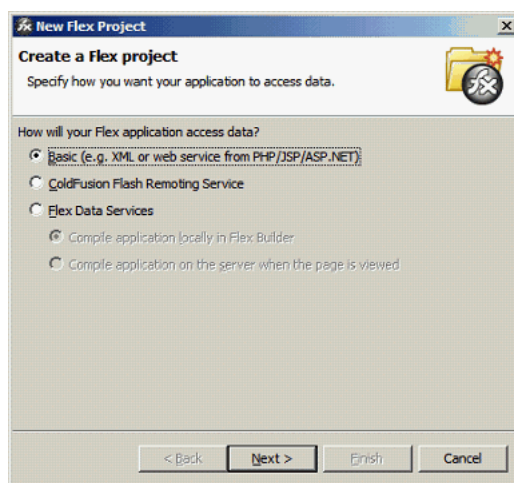 New Flex Project
Create a Flex project
Specify how you want your application to access data.
How will your Flex application access data?
Basic (e.g. XML or web service from PHP/JSP/ASP.NET)
ColdFusion Flash Remoting Service
Flex Data Services
Compile application locally in Flex Builder
Compile application on the server when the page is viewed
< Back Next > Finish Cancel